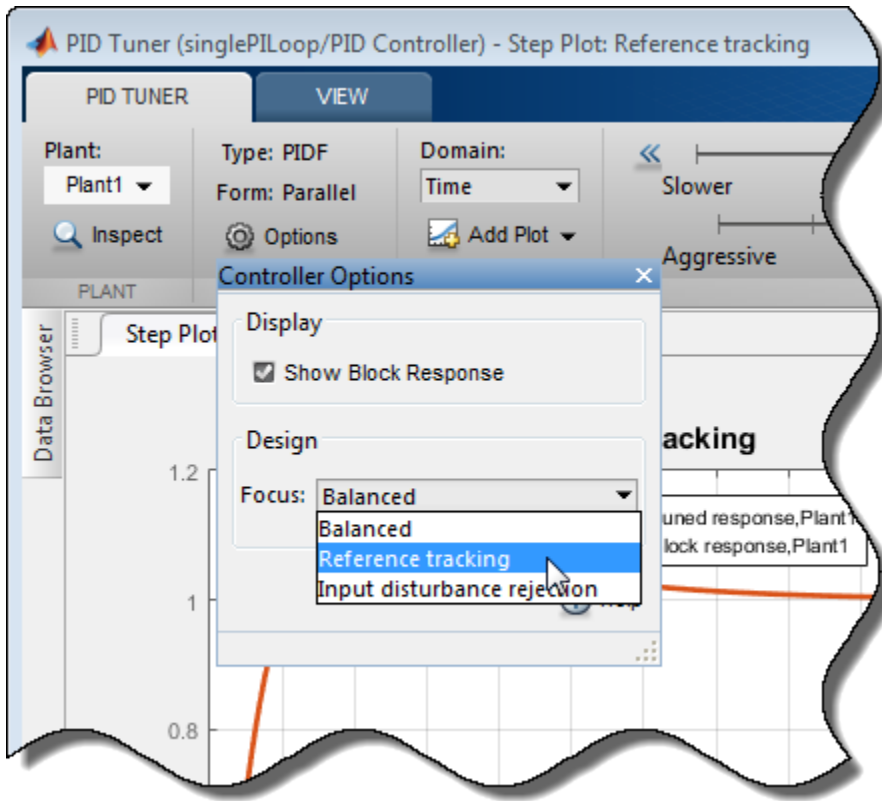 PID Tuner (singlePILoop/PID Controller) - Step Plot: Reference tracking
PID TUNER
VIEW
Plant:
Plant1
Inspect
PLANT
Type: PIDF
Form: Parallel
Options
Domain:
Time
Add Plot
Slower
Aggressive
Controller Options
Display
Show Block Response
Design
Focus: Balanced
Balanced
Reference tracking
Input disturbance rejection
Data Browser
Step Plot
acking
uned response,Plant1
lock response,Plant1
1.2
1
0.8